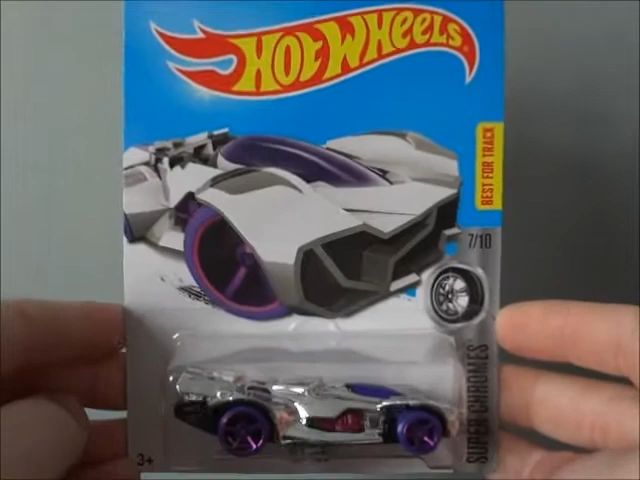 HOT WHEELS
BEST FOR TRACK
7/10
SUPER CHROMES
3+